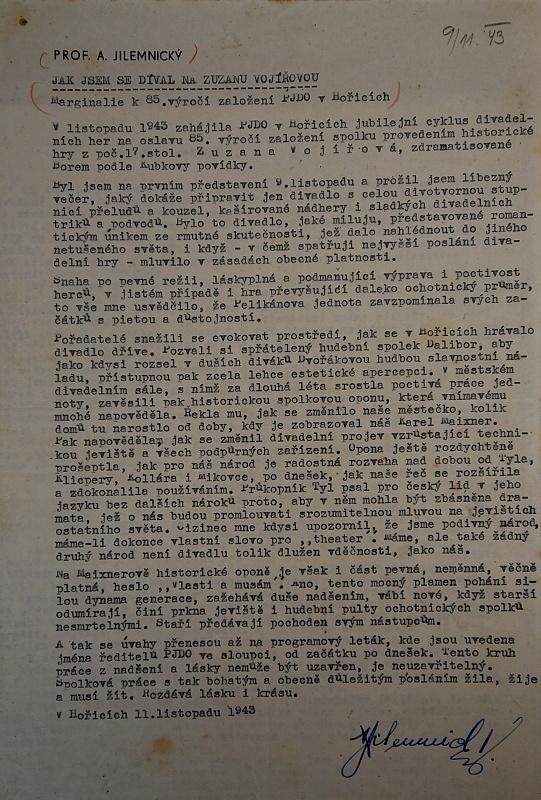 9/11. 43
( PROF. A. JILEMNICKÝ )
JAK JSEM SE DÍVAL NA ZUZANU VOJÍŘOVOU
( Marginalie k 85.výročí založení PJDO v Hořicích )
V listopadu 1943 zahájila PJDO v Hořicích jubilejní cyklus divadel-
ních her na oslavu 85. výročí založení spolku provedením historické
hry z poč.17.stol. Z u z a n a V o j í ř o v á, zdramatisované
Borem podle Kubkovy povídky.
Byl jsem na prvním představení 9.listopadu a prožil jsem líbezný
večer, jaký dokáže připravit jen divadlo s celou divotvornou stup-
nicí přeludů a kouzel, kašírované nádhery i sladkých divadelních
triků a podvodů. Bylo to divadlo, jaké miluju, představované roman-
tickým únikem ze rmutné skutečnosti, jež dalo nahlédnout do jiného
netušeného světa, i když - v čemž spatřuji nejvyšší poslání diva-
delní hry - mluvilo v zásadách obecné platnosti.
Snaha po pevné režii, láskyplná a podmanující výprava i poctivost
herců, v jistém případě i hra převyšující daleko ochotnický průměr,
to vše mne usvědčilo, že Pelikánova jednota zavzpomínala svých za-
čátků s pietou a důstojností.
Pořadatelé snažili se evokovat prostředí, jak se v Hořicích hrávalo
divadlo dříve. Pozvali si spřátelený hudební spolek Dalibor, aby
jako kdysi rozsel v duších diváků Dvořákovou hudbou slavnostní ná-
ladu, přístupnou pak zcela lehce estetické apercepci. V městském
divadelním sále, s nímž za dlouhá léta srostla poctivá práce jed-
noty, zavěsili pak historickou spolkovou oponu, která vnímavému
mnohé napověděla. Řekla mu, jak se změnilo naše městečko, kolik
domů tu narostlo od doby, kdy je zobrazoval náš Karel Maixner.
Pak napověděla, jak se změnil divadelní projev vzrůstající techni-
kou jeviště a všech podpůrných zařízení. Opona ještě rozdychtěně
prošeptla, jak pro náš národ je radostná rozvaha nad dobou od Tyla,
Klicpery, Kollára i Mikovce, po dnešek, jak naše řeč se rozšířila
a zdokonalila používáním. Průkopník Tyl psal pro český lid v jeho
jazyku bez dalších nároků proto, aby v něm mohla být zbásněna dra-
mata, jež o nás budou promlouvati srozumitelnou mluvou na jevištích
ostatního světa. Cizinec mne kdysi upozornil, že jsme podivný národ,
máme-li dokonce vlastní slovo pro ,,theater". Máme, ale také žádný
druhý národ není divadlu tolik dlužen vděčnosti, jako náš.
Na Maixnerově historické oponě je však i část pevná, neměnná, věčně
platná, heslo ,,Vlasti a musám". Ano, tento mocný plamen pohání si-
lou dynama generace, zažehává duše nadšením, vábí nové, když starší
odumírají, činí prkna jeviště i hudební pulty ochotnických spolků
nesmrtelnými. Staří předávají pochodeň svým nástupcům.
A tak se úvahy přenesou až na programový leták, kde jsou uvedena
jména ředitelů PJDO ve sloupci, od začátku po dnešek. Tento kruh
práce z nadšení a lásky nemůže být uzavřen, je neuzavřitelný.
Spolková práce s tak bohatým a obecně důležitým posláním žila, žije
a musí žít. Rozdává lásku i krásu.
V Hořicích 11.listopadu 1943
Jilemnický